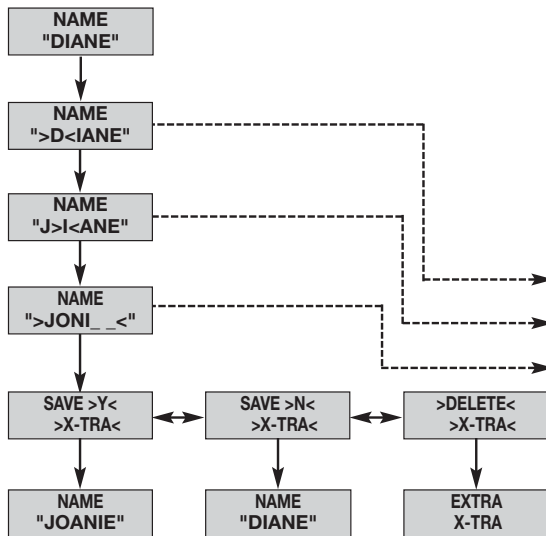 NAME
"DIANE"
NAME
">D<IANE"
NAME
"J>I<ANE"
NAME
">JONI_ _<"
SAVE >Y<
>X-TRA<
SAVE >N<
>X-TRA<
>DELETE<
>X-TRA<
NAME
"JOANIE"
NAME
"DIANE"
EXTRA
X-TRA